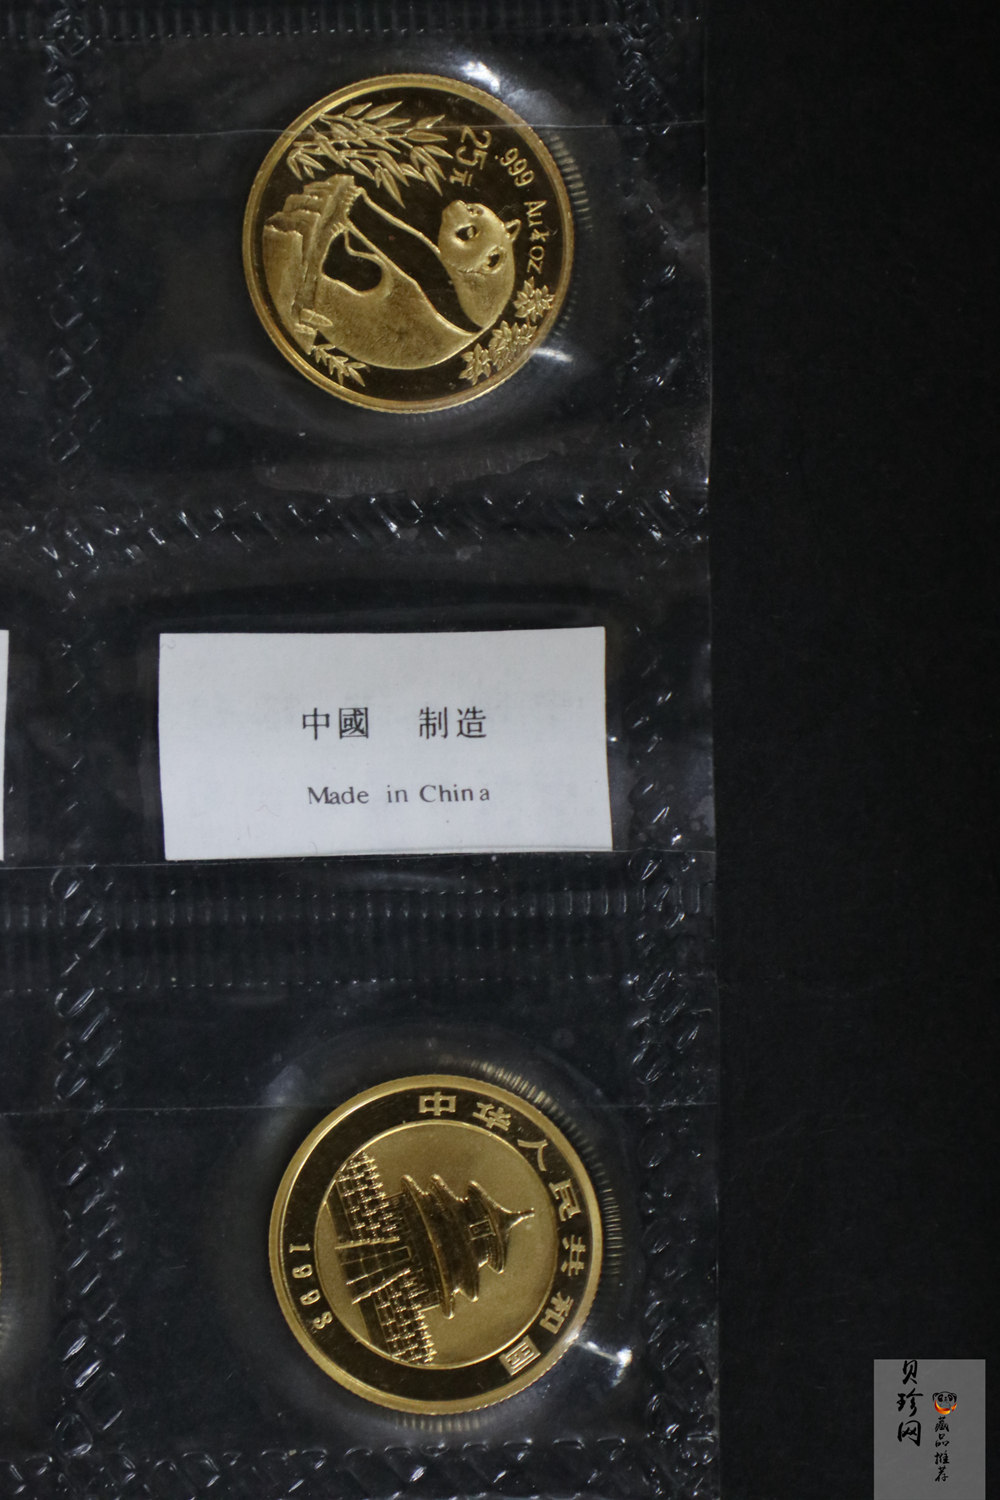 25元
.999 Au ¼ OZ
中國 制造
Made in China
中华人民共和国
1993
贝珍网
藏品推荐